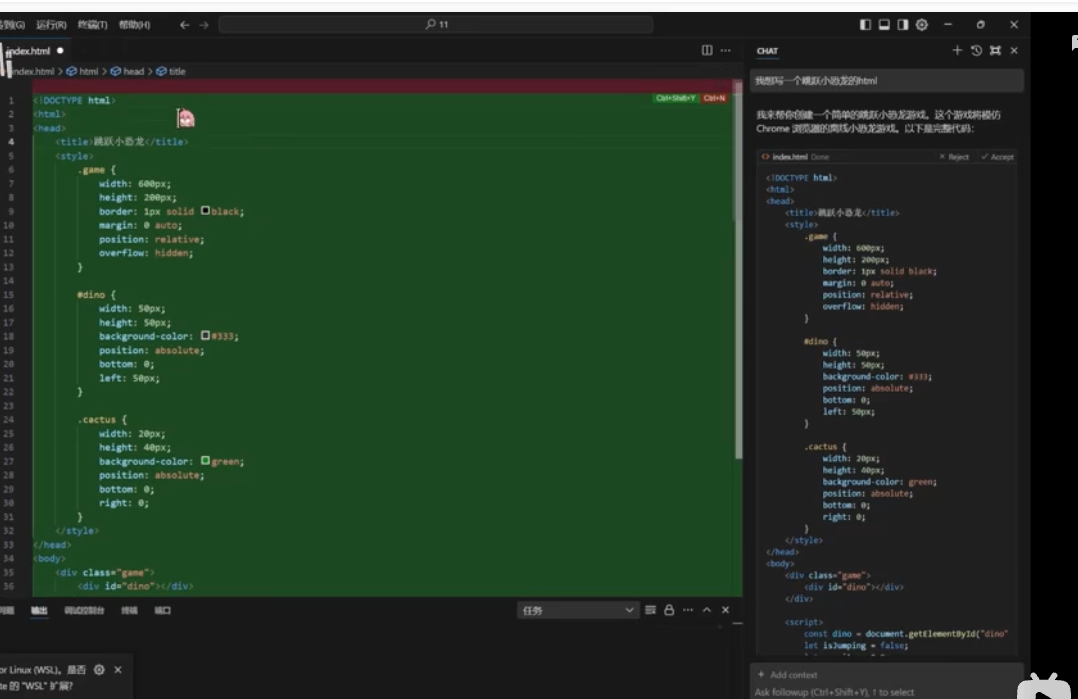 运行(R) 终端(T) 帮助(H)
11
index.html
index.html > html > head > title
1 <!DOCTYPE html>
2 <html>
3 <head>
4 <title>跳跃小恐龙</title>
5 <style>
6 .game {
7 width: 600px;
8 height: 200px;
9 border: 1px solid black;
10 margin: 0 auto;
11 position: relative;
12 overflow: hidden;
13 }
14
15 #dino {
16 width: 50px;
17 height: 50px;
18 background-color: #333;
19 position: absolute;
20 bottom: 0;
21 left: 50px;
22 }
23
24 .cactus {
25 width: 20px;
26 height: 40px;
27 background-color: green;
28 position: absolute;
29 bottom: 0;
30 right: 0;
31 }
32 </style>
33 </head>
34 <body>
35 <div class="game">
36 <div id="dino"></div>
Ctrl+Shift+Y Ctrl+N
问题 输出 调试控制台 终端 端口
任务
or Linux (WSL)，是否
te 的 "WSL" 扩展?
CHAT
我想写一个跳跃小恐龙的html
我来帮你创建一个简单的跳跃小恐龙游戏。这个游戏将模仿
Chrome 浏览器的离线小恐龙游戏。以下是完整代码：
index.html Done Reject Accept
<!DOCTYPE html>
<html>
<head>
<title>跳跃小恐龙</title>
<style>
.game {
width: 600px;
height: 200px;
border: 1px solid black;
margin: 0 auto;
position: relative;
overflow: hidden;
}
#dino {
width: 50px;
height: 50px;
background-color: #333;
position: absolute;
bottom: 0;
left: 50px;
}
.cactus {
width: 20px;
height: 40px;
background-color: green;
position: absolute;
bottom: 0;
right: 0;
}
</style>
</head>
<body>
<div class="game">
<div id="dino"></div>
</div>
<script>
const dino = document.getElementById("dino"
let isJumping = false;
+ Add context
Ask followup (Ctrl+Shift+Y), ↑ to select